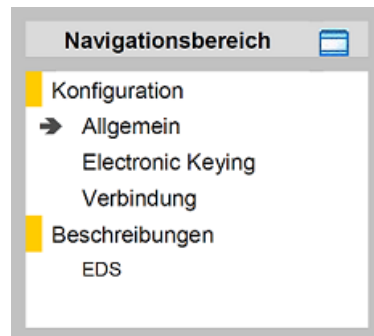 Navigationsbereich
Konfiguration
Allgemein
Electronic Keying
Verbindung
Beschreibungen
EDS